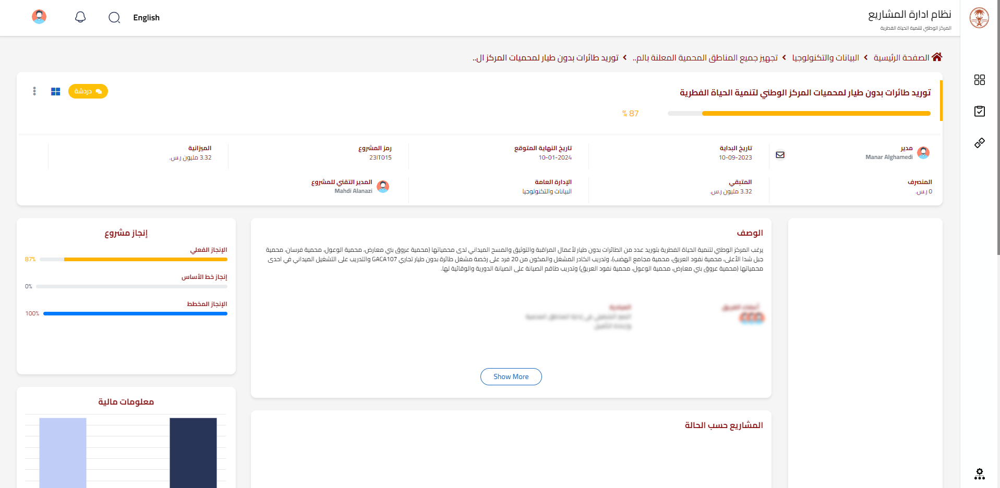 نظام ادارة المشاريع
المركز الوطني لتنمية الحياة الفطرية
English
الصفحة الرئيسية
البيانات والتكنولوجيا
تجهيز جميع المناطق المحمية المعلنة بالم..
توريد طائرات بدون طيار لمحميات المركز ال..
توريد طائرات بدون طيار لمحميات المركز الوطني لتنمية الحياة الفطرية
دردشة
87 %
مدير
Manar Alghamedi
تاريخ البداية
10-09-2023
تاريخ النهاية المتوقع
10-01-2024
رمز المشروع
23IT015
الميزانية
3.32 مليون ر.س.
المنصرف
0 ر.س.
المتبقي
3.32 مليون ر.س.
الإدارة العامة
البيانات والتكنولوجيا
المدير التقني للمشروع
Mahdi Alanazi
الوصف
يرغب المركز الوطني لتنمية الحياة الفطرية بتوريد عدد من الطائرات بدون طيار لأعمال المراقبة والتوثيق والمسح الميداني لدى محمياتها (محمية عروق بني معارض، محمية الوعول، محمية فرسان، محمية
جبل شدا الأعلى، محمية نفود العريق، محمية مجامع الهضب)، وتدريب الكادر المشغل والمكون من 20 فرد على رخصة مشغل طائرة بدون طيار تجاري GACA107 والتدريب على التشغيل الميداني في احدى
محمياتها (محمية عروق بني معارض، محمية الوعول، محمية نفود العريق) وتدريب طاقم الصيانة على الصيانة الدورية والوقائية لها.
Show More
المشاريع حسب الحالة
إنجاز مشروع
الإنجاز الفعلي
87%
إنجاز خط الأساس
0%
الإنجاز المخطط
100%
معلومات مالية